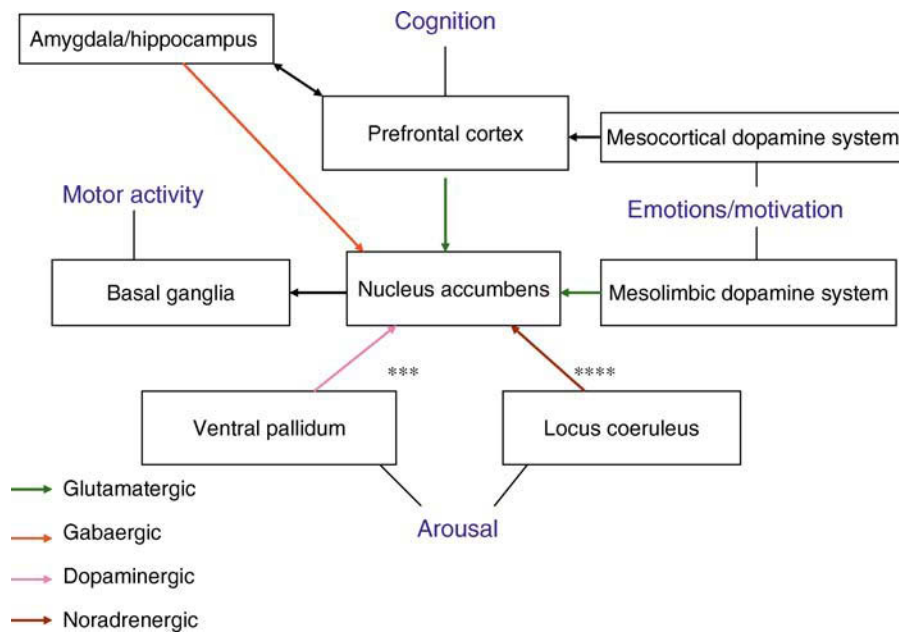 Cognition
Amygdala/hippocampus
Prefrontal cortex
Mesocortical dopamine system
Motor activity
Emotions/motivation
Basal ganglia
Nucleus accumbens
Mesolimbic dopamine system
***
****
Ventral pallidum
Locus coeruleus
Arousal
Glutamatergic
Gabaergic
Dopaminergic
Noradrenergic